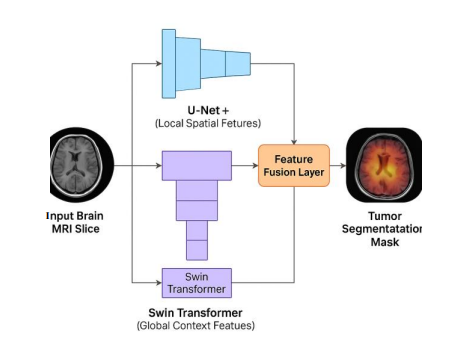 U-Net +
(Local Spatial Fetures)
Feature
Fusion Layer
Input Brain
MRI Slice
Tumor
Segmentatation
Mask
Swin
Transformer
Swin Transformer
(Global Context Featues)